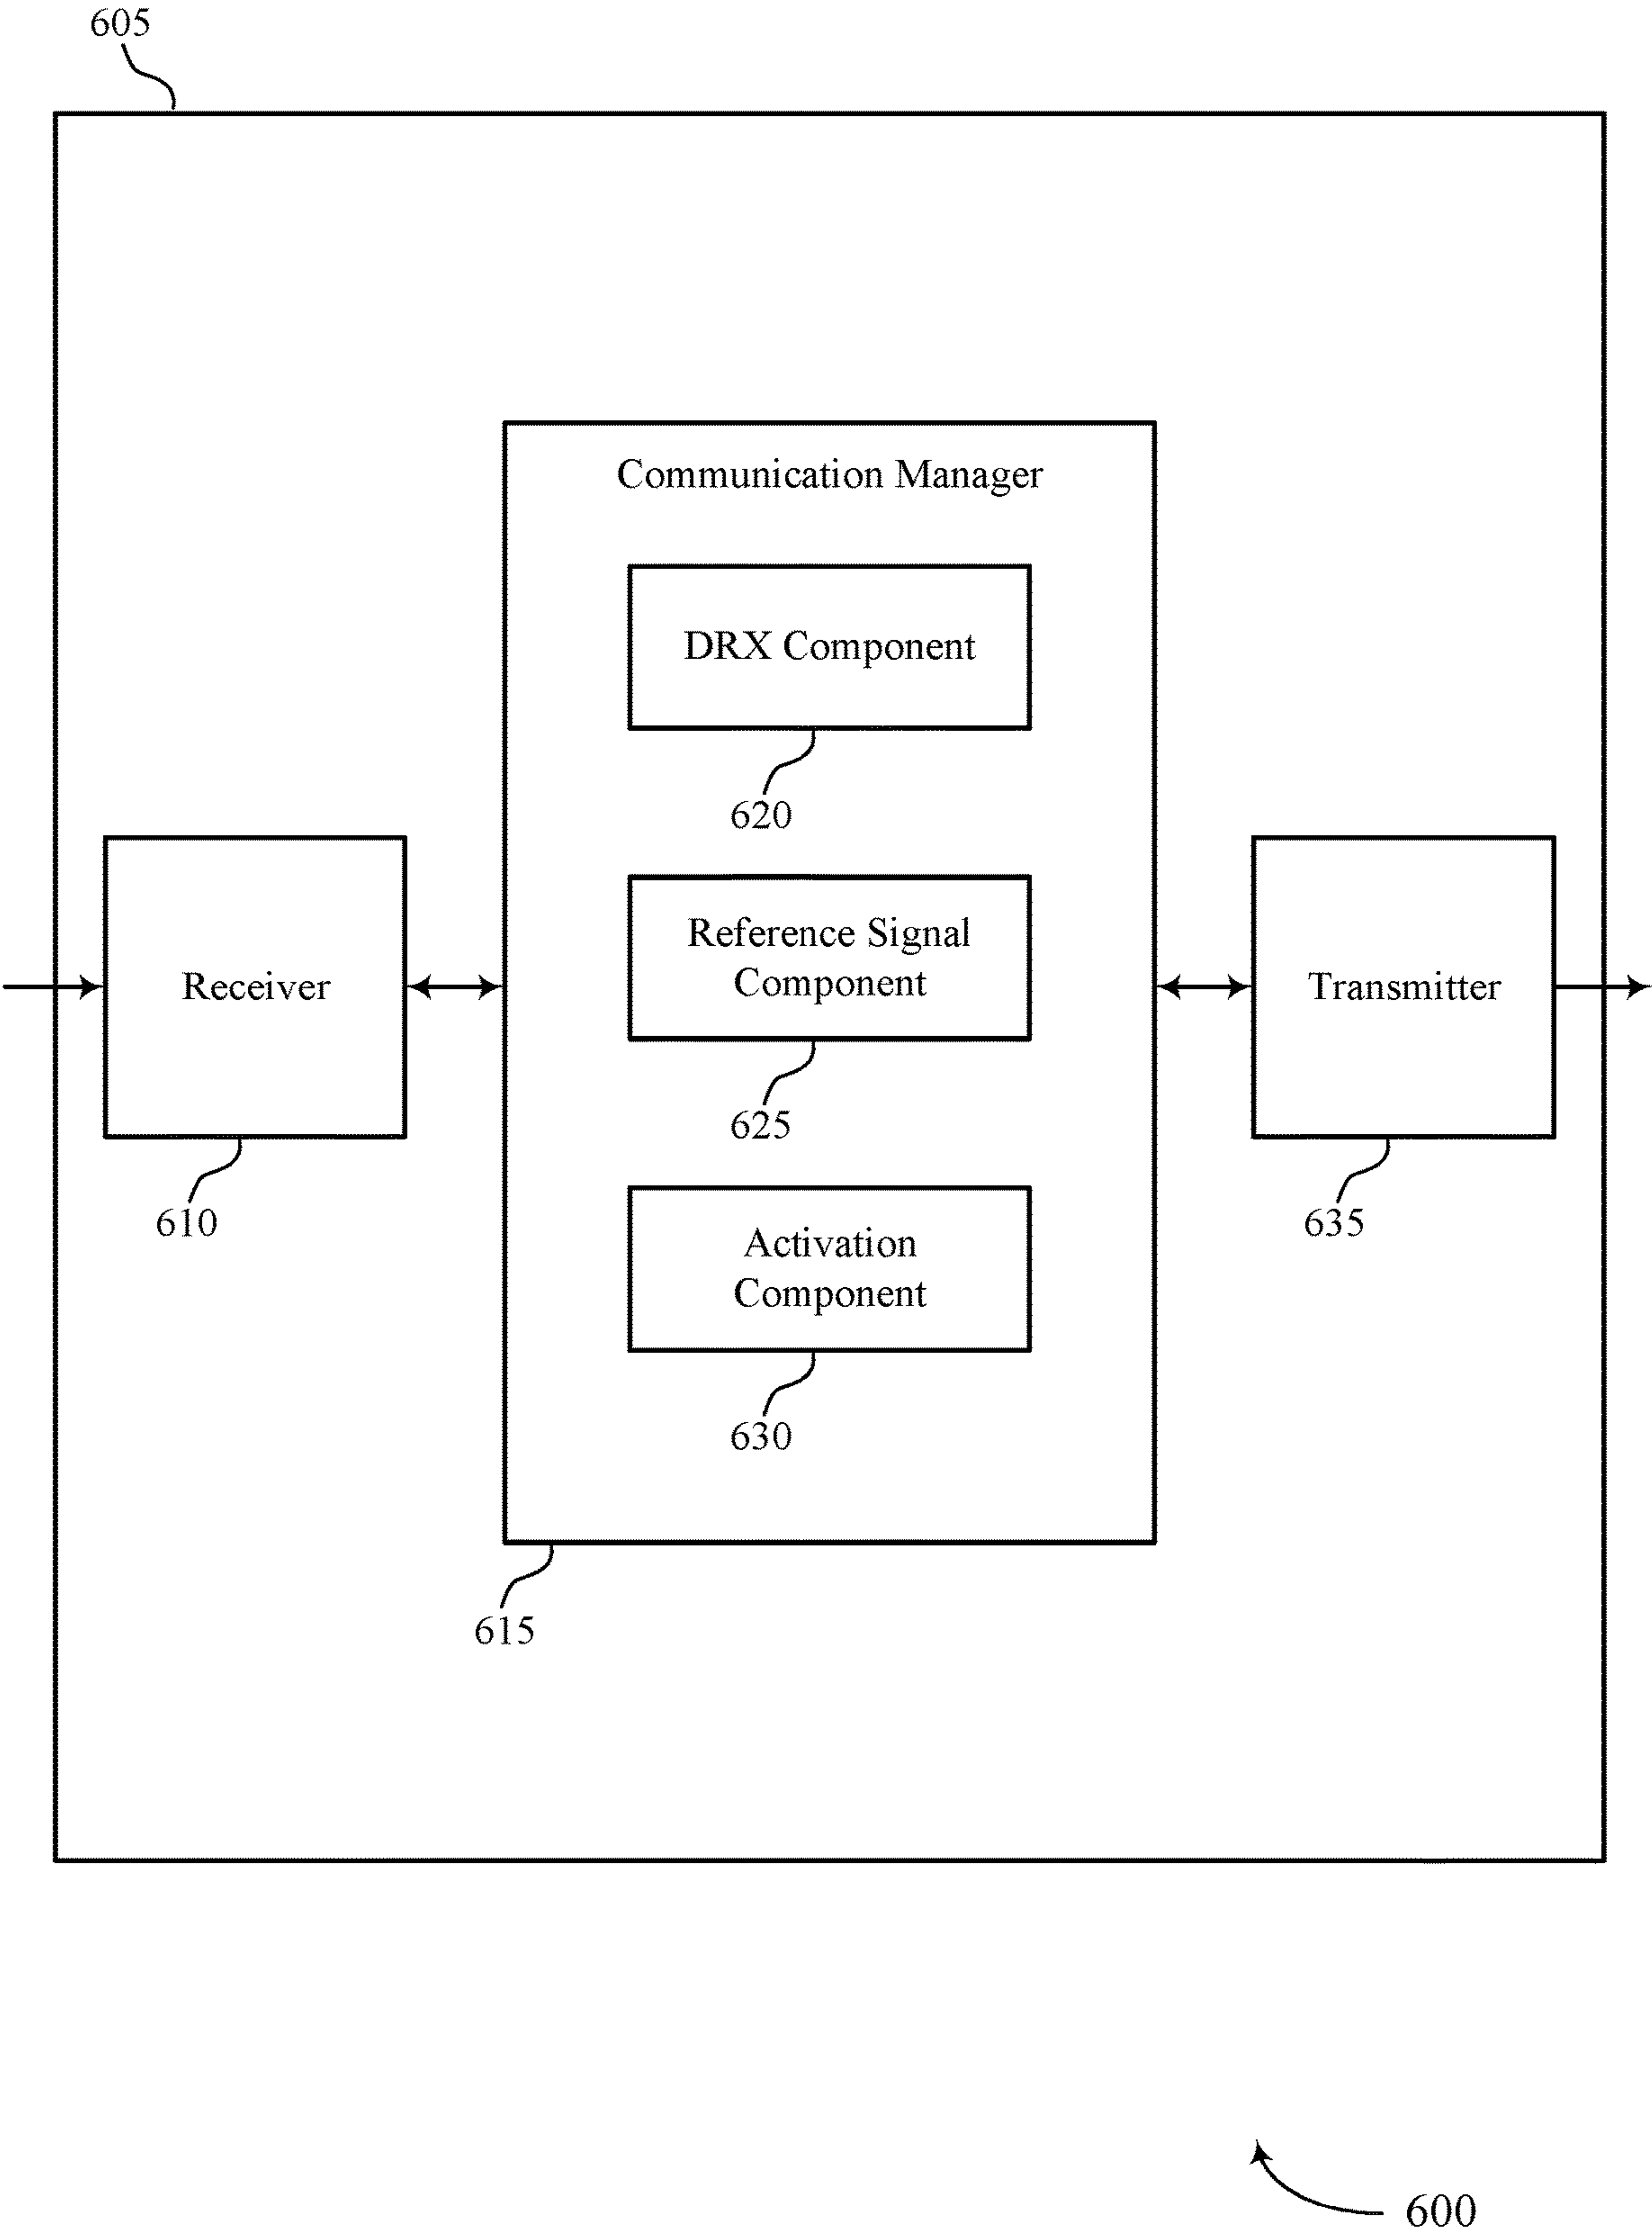 605
Communication Manager
DRX Component
620
Reference Signal
Component
625
Receiver
Transmitter
610
635
Activation
Component
630
615
600